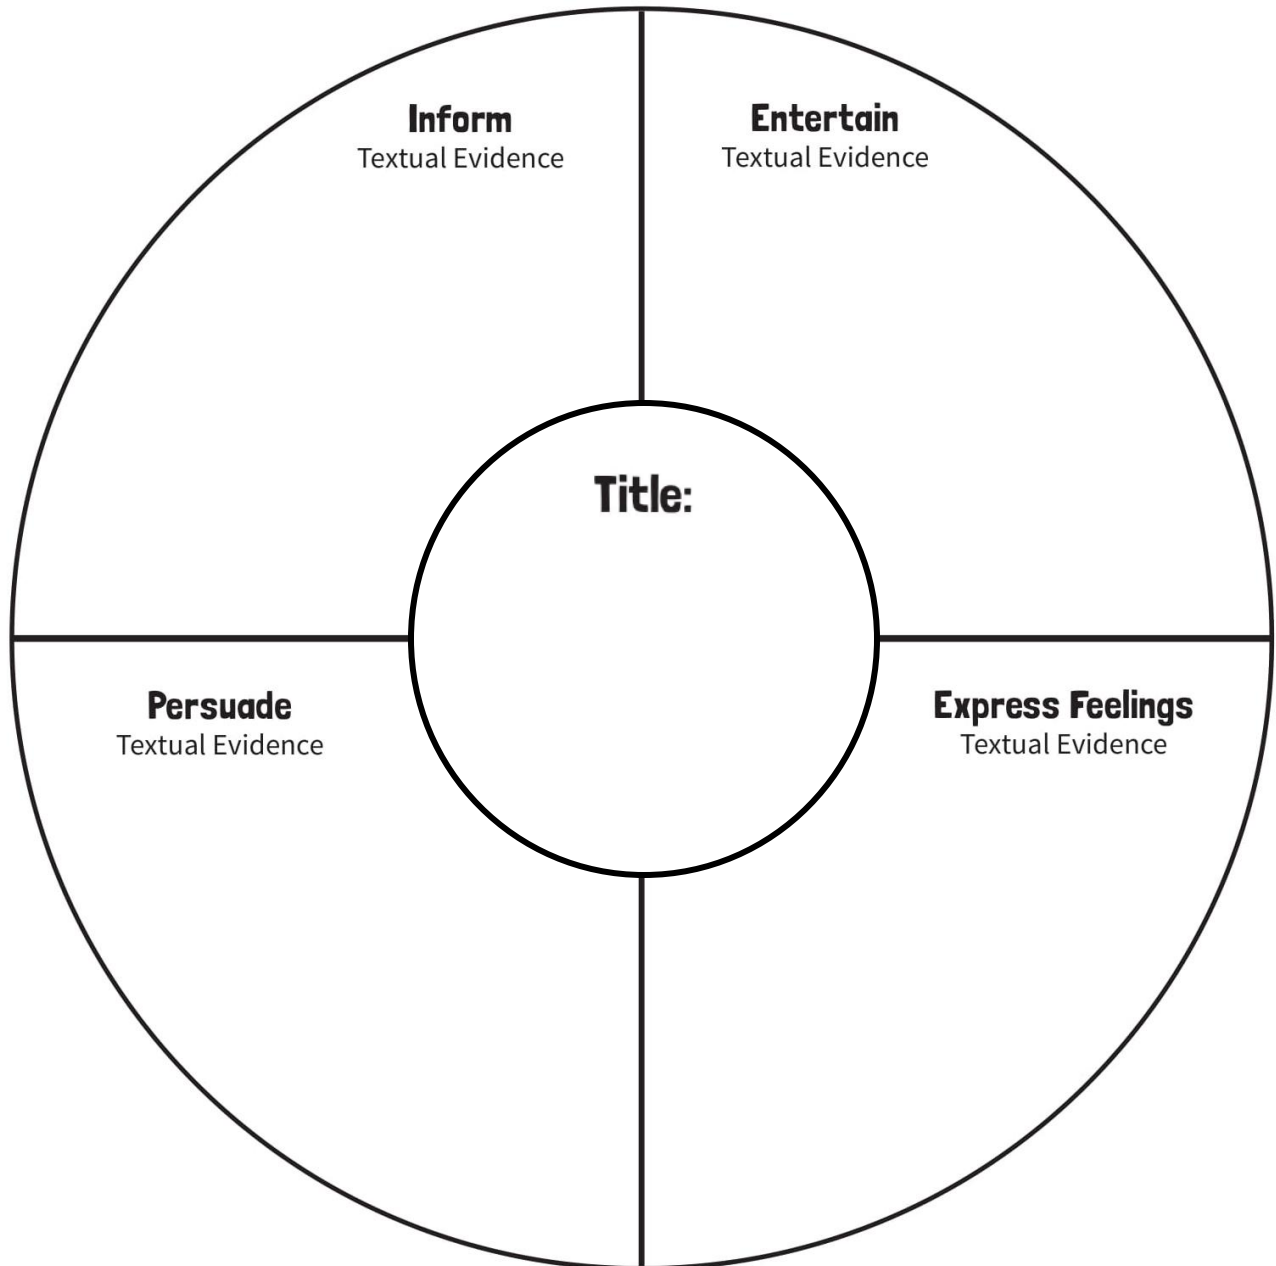 Inform
Textual Evidence
Entertain
Textual Evidence
Title:
Persuade
Textual Evidence
Express Feelings
Textual Evidence